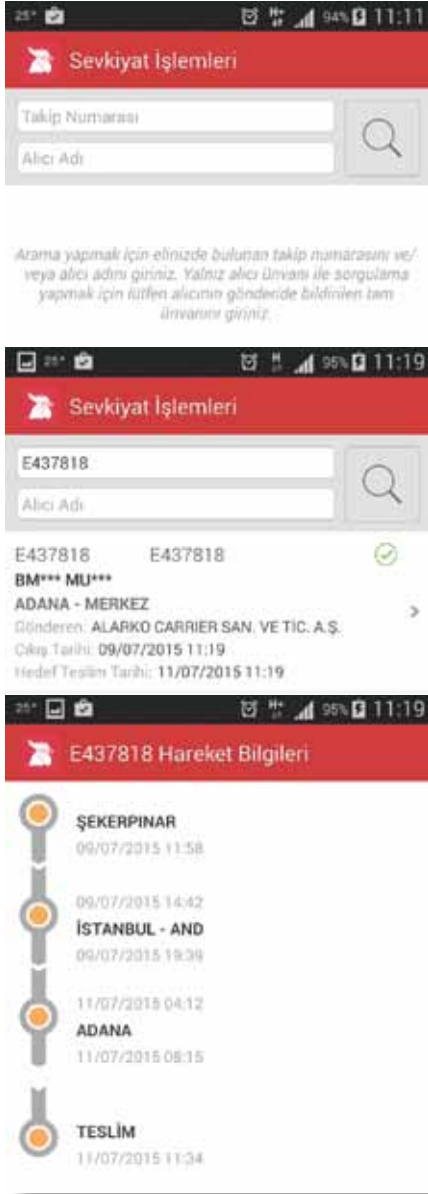 25° 94% 11:11
Sevkiyat İşlemleri
Takip Numarası
Alıcı Adı
Arama yapmak için elinizde bulunan takip numarasını ve/
veya alıcı adını giriniz. Yalnız alıcı ünvanı ile sorgulama
yapmak için lütfen alıcının gönderide bildirilen tam
ünvanını giriniz.
25° 95% 11:19
Sevkiyat İşlemleri
E437818
Alıcı Adı
E437818 E437818
BM*** MU***
ADANA - MERKEZ
Gönderen: ALARKO CARRIER SAN. VE TİC. A.Ş.
Çıkış Tarihi: 09/07/2015 11:19
Hedef Teslim Tarihi: 11/07/2015 11:19
25° H+ 95% 11:19
E437818 Hareket Bilgileri
ŞEKERPINAR
09/07/2015 11:58
09/07/2015 14:42
İSTANBUL - AND
09/07/2015 19:39
11/07/2015 04:12
ADANA
11/07/2015 08:15
TESLİM
11/07/2015 11:34